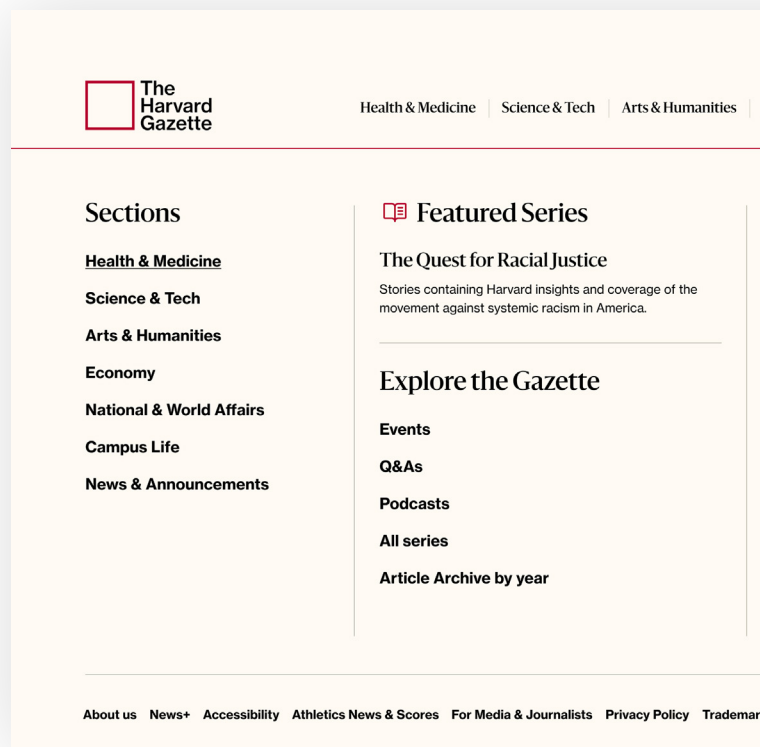 The
Harvard
Gazette
Health & Medicine
Science & Tech
Arts & Humanities
Sections
Health & Medicine
Science & Tech
Arts & Humanities
Economy
National & World Affairs
Campus Life
News & Announcements
Featured Series
The Quest for Racial Justice
Stories containing Harvard insights and coverage of the
movement against systemic racism in America.
Explore the Gazette
Events
Q&As
Podcasts
All series
Article Archive by year
About us News+ Accessibility Athletics News & Scores For Media & Journalists Privacy Policy